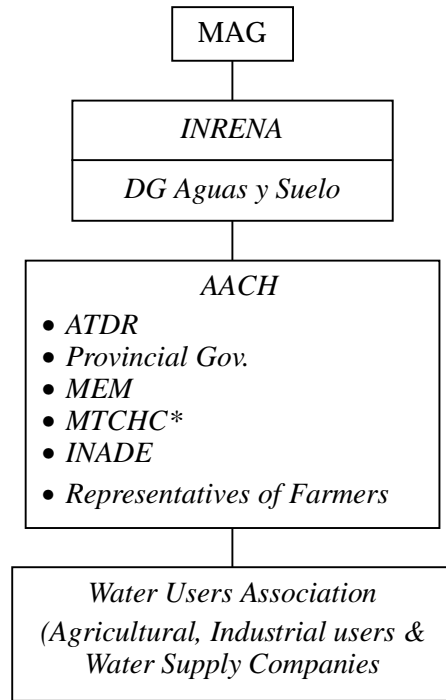 MAG
INRENA
DG Aguas y Suelo
AACH
• ATDR
• Provincial Gov.
• MEM
• MTCHC*
• INADE
• Representatives of Farmers
Water Users Association
(Agricultural, Industrial users &
Water Supply Companies